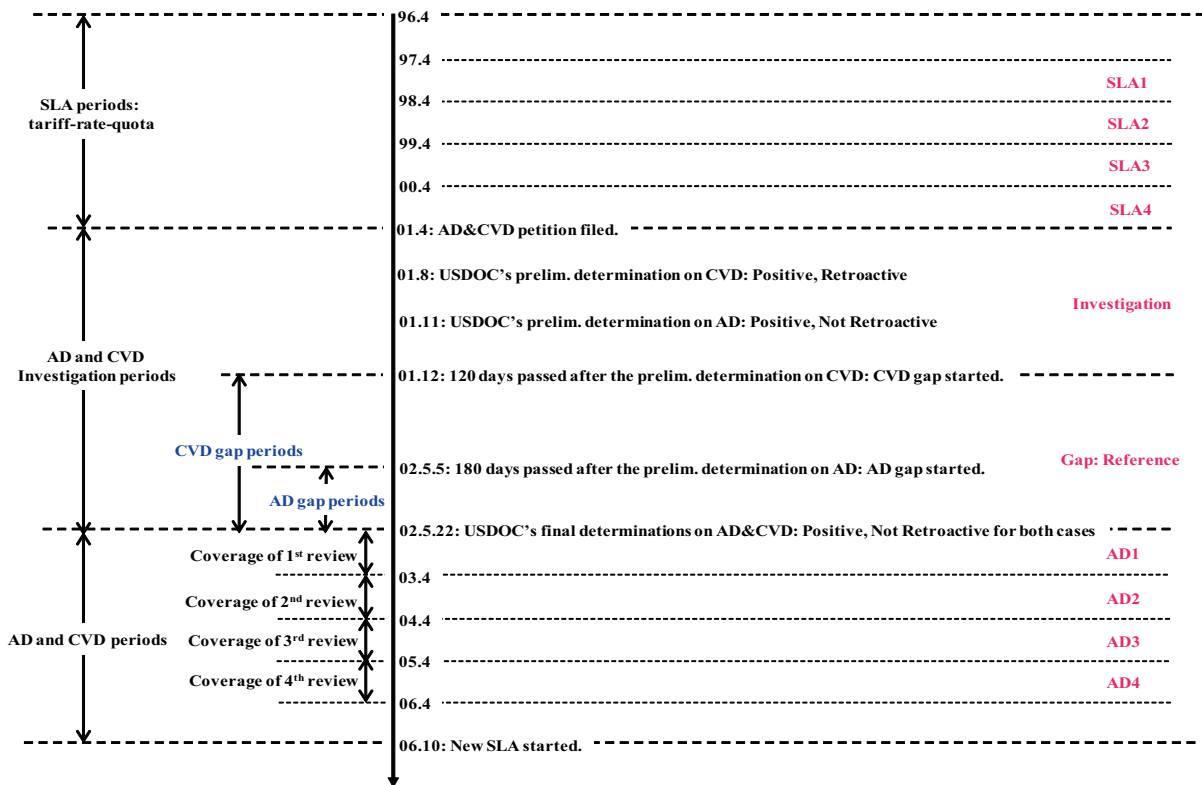 96.4
97.4
SLA1
SLA periods:
tariff-rate-quota
98.4
SLA2
99.4
SLA3
00.4
SLA4
01.4: AD&CVD petition filed.
01.8: USDOC's prelim. determination on CVD: Positive, Retroactive
Investigation
01.11: USDOC's prelim. determination on AD: Positive, Not Retroactive
AD and CVD
Investigation periods
01.12: 120 days passed after the prelim. determination on CVD: CVD gap started.
CVD gap periods
02.5.5: 180 days passed after the prelim. determination on AD: AD gap started.
Gap: Reference
AD gap periods
02.5.22: USDOC's final determinations on AD&CVD: Positive, Not Retroactive for both cases
Coverage of 1st review
AD1
03.4
Coverage of 2nd review
AD2
04.4
AD and CVD periods
Coverage of 3rd review
AD3
05.4
Coverage of 4th review
AD4
06.4
06.10: New SLA started.